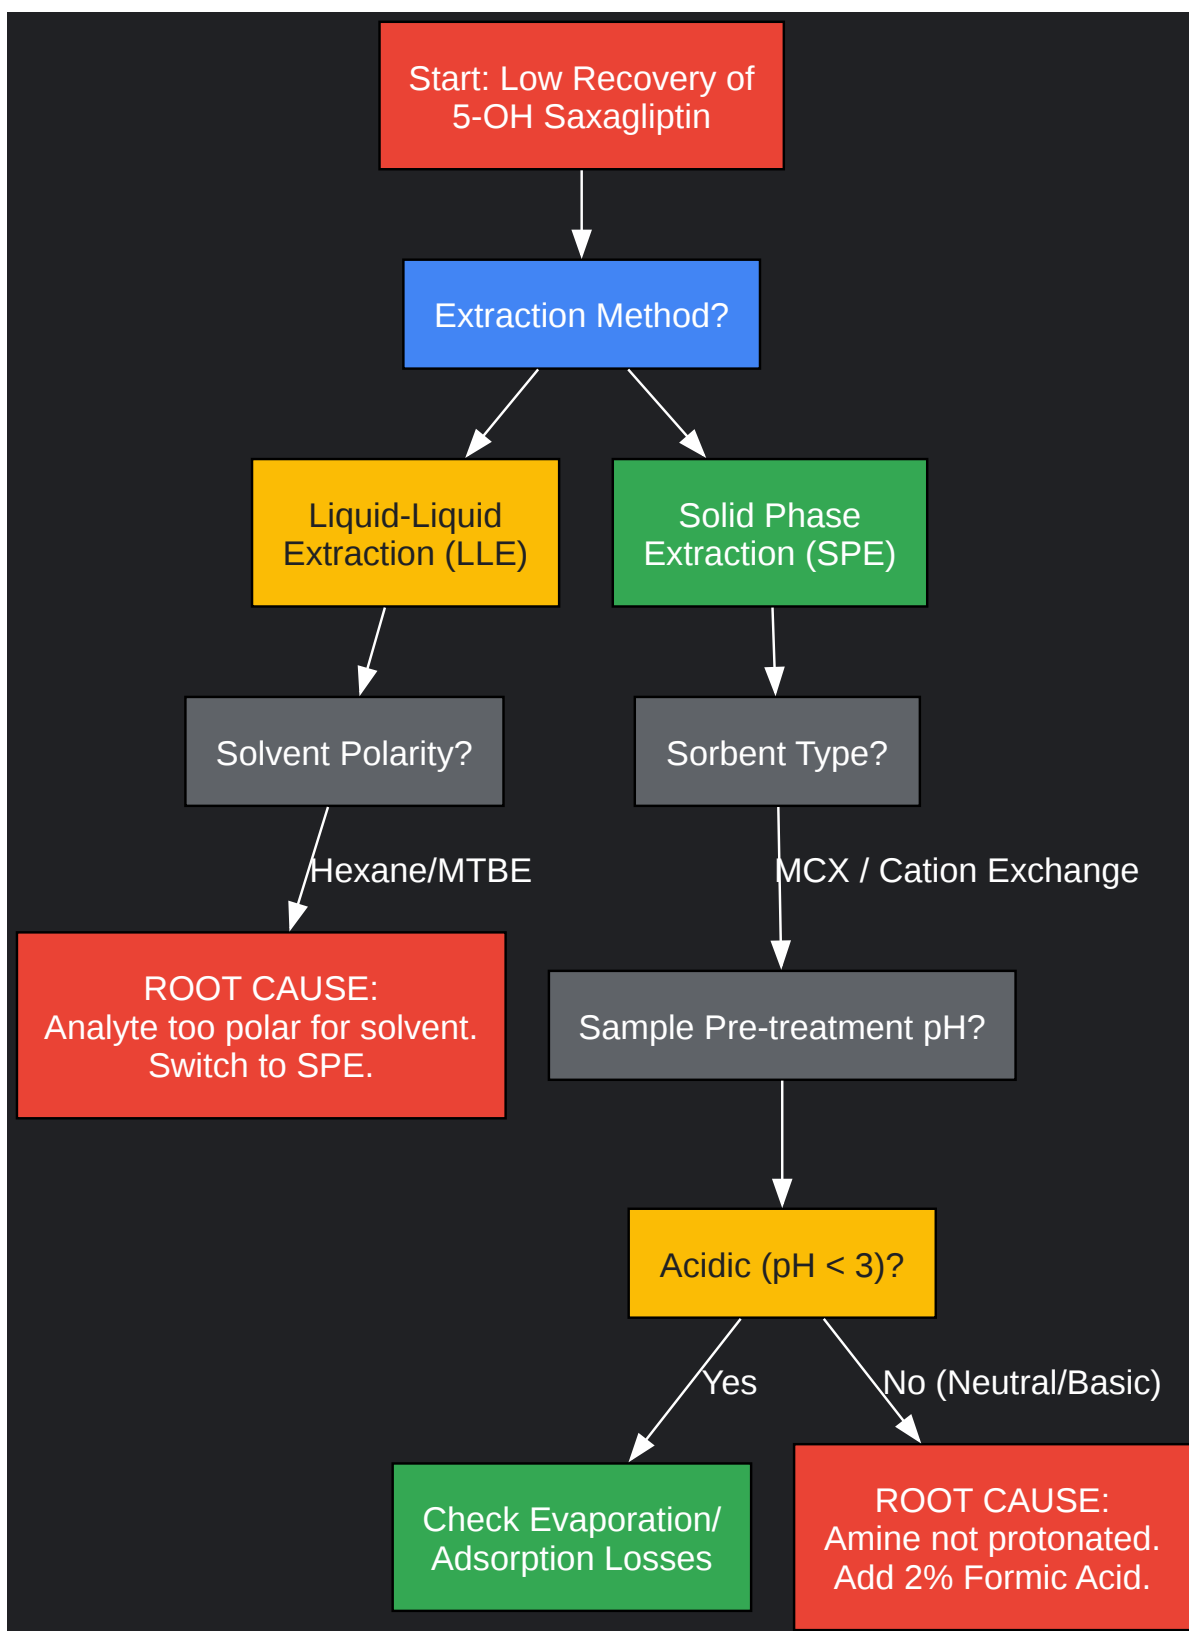 Start: Low Recovery of
5-OH Saxagliptin
Extraction Method?
Liquid-Liquid
Extraction (LLE)
Solid Phase
Extraction (SPE)
Solvent Polarity?
Sorbent Type?
Hexane/MTBE
MCX / Cation Exchange
ROOT CAUSE:
Analyte too polar for solvent.
Switch to SPE.
Sample Pre-treatment pH?
Acidic (pH < 3)?
Yes
No (Neutral/Basic)
Check Evaporation/
Adsorption Losses
ROOT CAUSE:
Amine not protonated.
Add 2% Formic Acid.